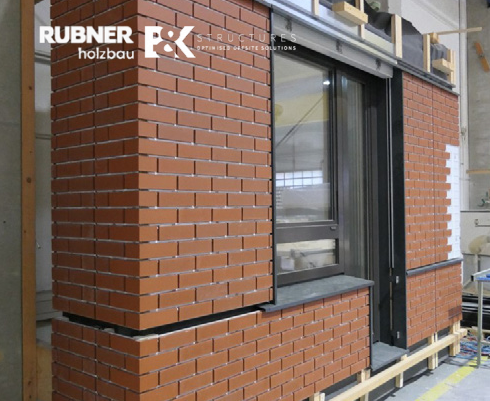 RUBNER
holzbau
B&K
STRUCTURES
OPTIMISED OFFSITE SOLUTIONS